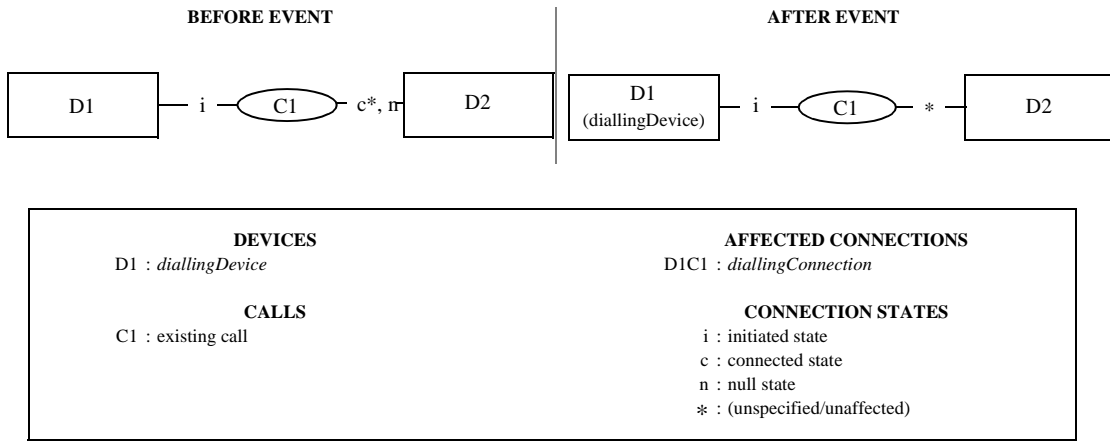 BEFORE EVENT
AFTER EVENT
D1 i C1 c*, n D2
D1 (diallingDevice) i C1 * D2
DEVICES
D1 : diallingDevice
CALLS
C1 : existing call
AFFECTED CONNECTIONS
D1C1 : diallingConnection
CONNECTION STATES
i : initiated state
c : connected state
n : null state
* : (unspecified/unaffected)